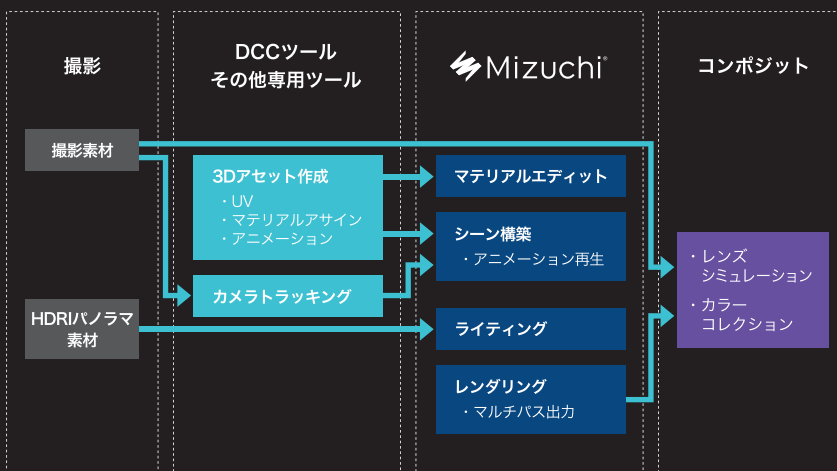 撮影
DCCツール
その他専用ツール
Mizuchi®
コンポジット
撮影素材
HDRIパノラマ
素材
3Dアセット作成
・UV
・マテリアルアサイン
・アニメーション
カメラトラッキング
マテリアルエディット
シーン構築
・アニメーション再生
ライティング
レンダリング
・マルチパス出力
・レンズ
シミュレーション
・カラー
コレクション